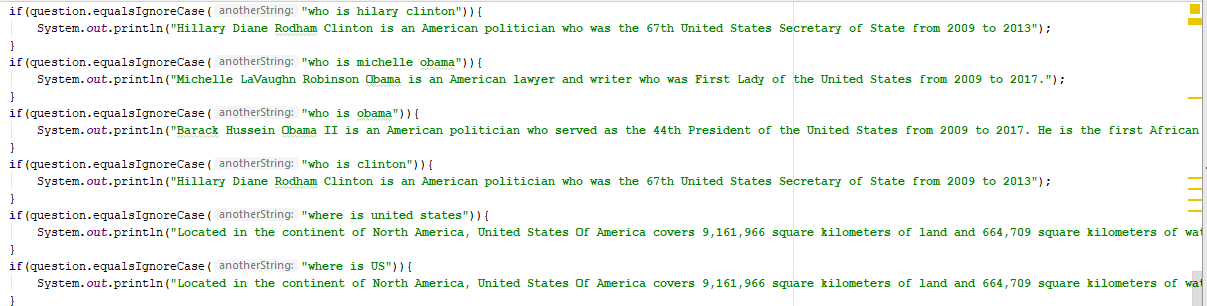 if(question.equalsIgnoreCase( anotherString: "who is hilary clinton")){
System.out.println("Hillary Diane Rodham Clinton is an American politician who was the 67th United States Secretary of State from 2009 to 2013");
}
if(question.equalsIgnoreCase( anotherString: "who is michelle obama")){
System.out.println("Michelle LaVaughn Robinson Obama is an American lawyer and writer who was First Lady of the United States from 2009 to 2017.");
}
if(question.equalsIgnoreCase( anotherString: "who is obama")){
System.out.println("Barack Hussein Obama II is an American politician who served as the 44th President of the United States from 2009 to 2017. He is the first African
}
if(question.equalsIgnoreCase( anotherString: "who is clinton")){
System.out.println("Hillary Diane Rodham Clinton is an American politician who was the 67th United States Secretary of State from 2009 to 2013");
}
if(question.equalsIgnoreCase( anotherString: "where is united states")){
System.out.println("Located in the continent of North America, United States Of America covers 9,161,966 square kilometers of land and 664,709 square kilometers of wat
}
if(question.equalsIgnoreCase( anotherString: "where is US")){
System.out.println("Located in the continent of North America, United States Of America covers 9,161,966 square kilometers of land and 664,709 square kilometers of wat
}